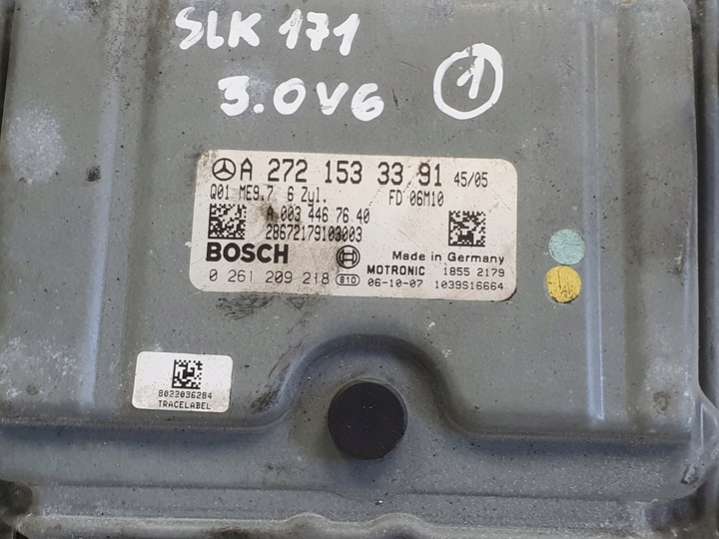 SLK 171
3.0V6 1
A 272 153 33 91 45/05
Q01 ME9.7 6 Zyl. FD 06M10
A 003 446 76 40
28672179103003
BOSCH Made in Germany
MOTRONIC 1855 2179
0 261 209 218 810 06-10-07 1039S16664
8022036284
TRACELABEL